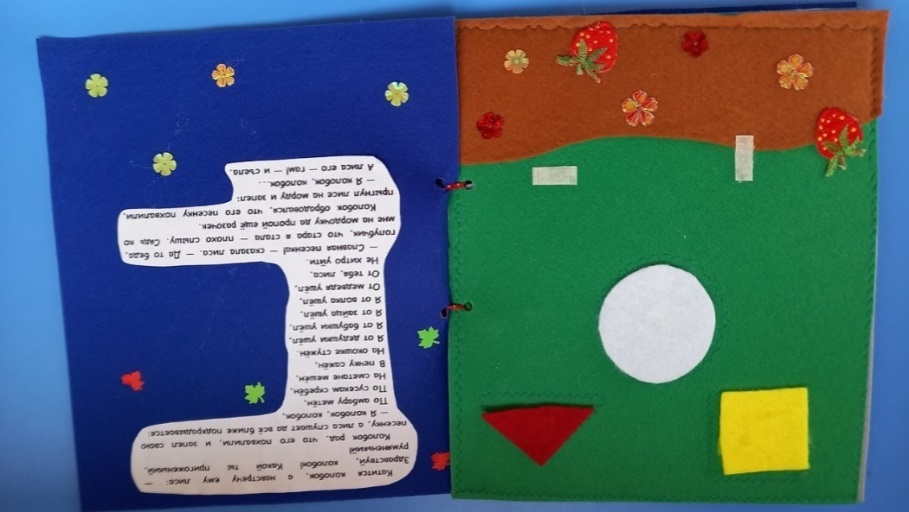 Катится колобок, а навстречу ему лиса: —
Здравствуй, колобок! Какой ты пригоженький,
румяненький!
Колобок рад, что его похвалили, и запел свою
песенку, а лиса слушает да всё ближе подкрадывается:
— Я колобок, колобок,
По амбару метён,
По сусекам скребён,
На сметане мешён,
В печку сажён,
На окошке стужён.
Я от дедушки ушёл,
Я от бабушки ушёл,
Я от зайца ушёл,
Я от волка ушёл,
От медведя ушёл,
От тебя, лиса,
Не хитро уйти.
— Славная песенка! — сказала лиса. — Да то беда,
голубчик, что стара я стала — плохо слышу. Сядь ко
мне на мордочку да пропой ещё разочек.
Колобок обрадовался, что его песенку похвалили,
прыгнул лисе на морду и запел:
— Я колобок, колобок...
А лиса его — гам! — и съела.